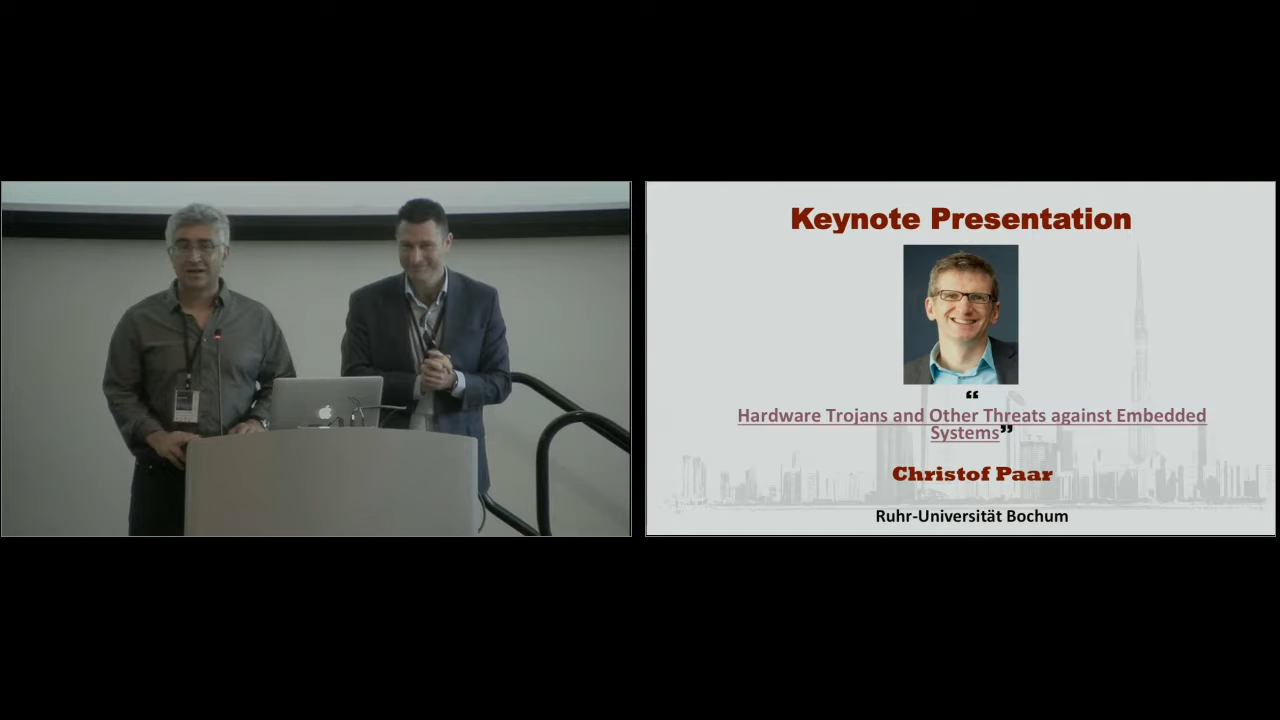 Keynote Presentation
“
Hardware Trojans and Other Threats against Embedded
Systems”
Christof Paar
Ruhr-Universität Bochum